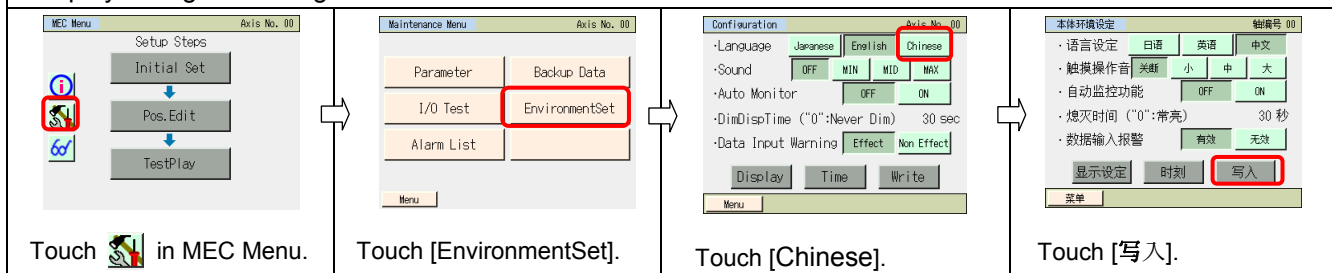 MEC Menu Axis No. 00
Setup Steps
Initial Set
Pos.Edit
TestPlay
Touch in MEC Menu.
Maintenance Menu Axis No. 00
Parameter Backup Data
I/O Test EnvironmentSet
Alarm List
Menu
Touch [EnvironmentSet].
Configuration Axis No. 00
·Language Japanese English Chinese
·Sound OFF MIN MID MAX
·Auto Monitor OFF ON
·DimDispTime ("0":Never Dim) 30 sec
·Data Input Warning Effect Non Effect
Display Time Write
Menu
Touch [Chinese].
本体环境设定 轴编号 00
·语言设定 日语 英语 中文
·触摸操作音 关断 小 中 大
·自动监控功能 OFF ON
·熄灭时间 ("0":常亮) 30 秒
·数据输入报警 有效 无效
显示设定 时刻 写入
菜单
Touch [写入].